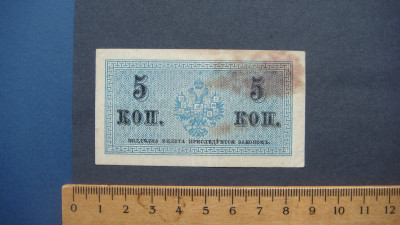 5 5
КОП. КОП.
ПОДДѢЛКА БИЛЕТА ПРЕСЛѢДУЕТСЯ ЗАКОНОМЪ.
0 1 2 3 4 5 6 7 8 9 10 11 12 13